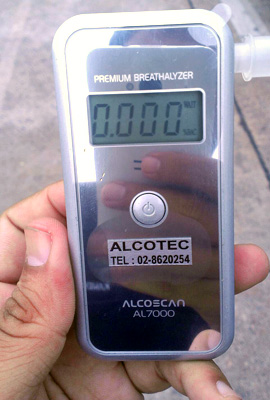 PREMIUM BREATHALYZER
0.000
ALCOTEC
TEL : 02-8620254
ALCOSCAN
AL7000